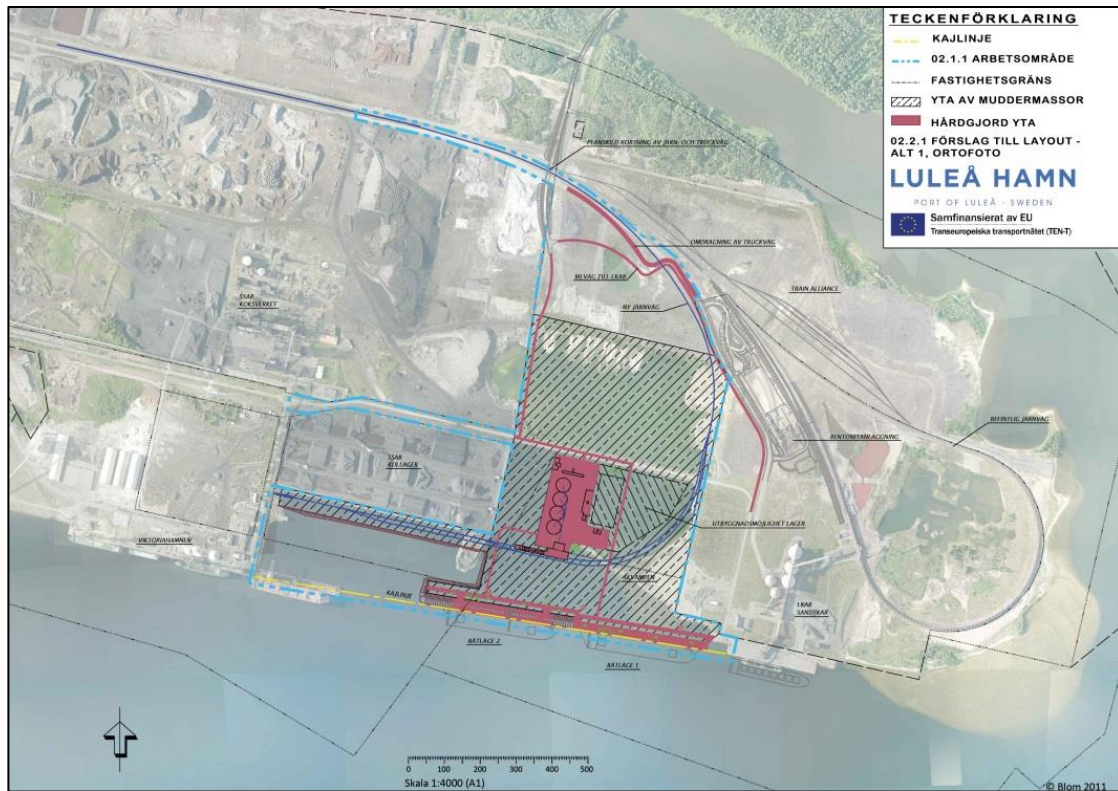 TECKENFÖRKLARING
KAJLINJE
02.1.1 ARBETSOMRÅDE
FASTIGHETSGRÄNS
YTA AV MUDDERMASSOR
HÅRDGJORD YTA
02.2.1 FÖRSLAG TILL LAYOUT -
ALT 1, ORTOFOTO
LULEÅ HAMN
PORT OF LULEÅ - SWEDEN
Samfinansierat av EU
Transeuropeiska transportnätet (TEN-T)
PLANSKILD KORSNING AV JÄRN- OCH TRUCKVÄG
OMDRAGNING AV TRUCKVÄG
BILVÄG TILL LKAB
NY JÄRNVÄG
TRAIN ALLIANCE
SSAB
KOKSVERKET
BEFINTLIG JÄRNVÄG
BENTONITANLÄGGNING
SSAB
KOLLAGER
UTBYGGNADSMÖJLIGHET LAGER
VIKTORIAHAMNEN
SKVAMPEN
LKAB
SANDSKÄR
KAJLINJE
BÅTLÄGE 2
BÅTLÄGE 1
0 100 200 300 400 500
Skala 1:4000 (A1)
© Blom 2011